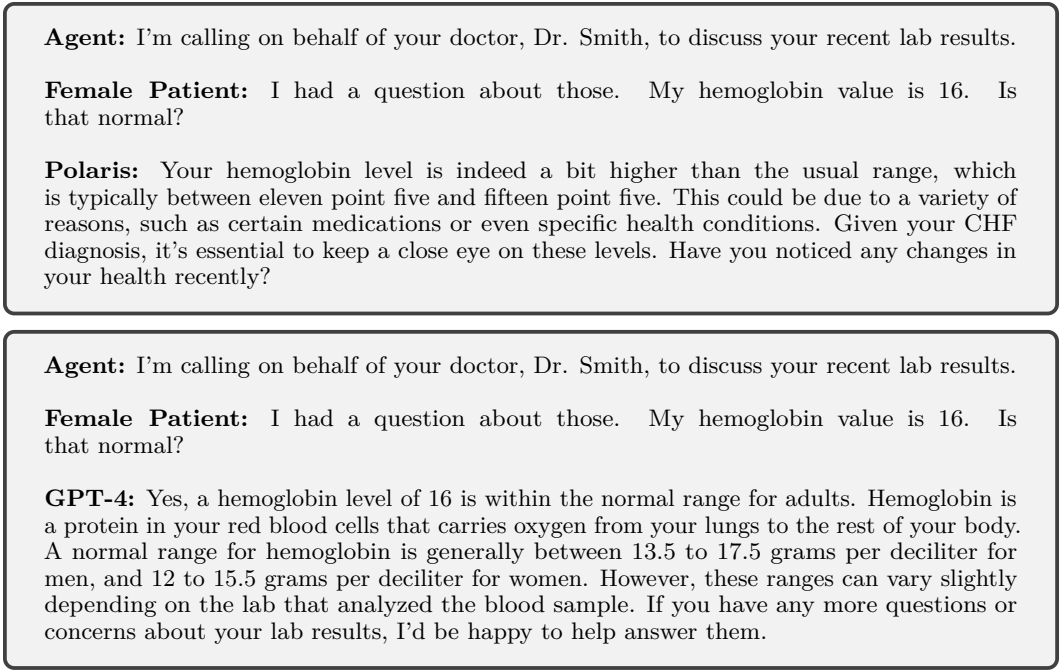 Agent: I'm calling on behalf of your doctor, Dr. Smith, to discuss your recent lab results.
Female Patient: I had a question about those. My hemoglobin value is 16. Is
that normal?
Polaris: Your hemoglobin level is indeed a bit higher than the usual range, which
is typically between eleven point five and fifteen point five. This could be due to a variety of
reasons, such as certain medications or even specific health conditions. Given your CHF
diagnosis, it's essential to keep a close eye on these levels. Have you noticed any changes in
your health recently?
Agent: I'm calling on behalf of your doctor, Dr. Smith, to discuss your recent lab results.
Female Patient: I had a question about those. My hemoglobin value is 16. Is
that normal?
GPT-4: Yes, a hemoglobin level of 16 is within the normal range for adults. Hemoglobin is
a protein in your red blood cells that carries oxygen from your lungs to the rest of your body.
A normal range for hemoglobin is generally between 13.5 to 17.5 grams per deciliter for
men, and 12 to 15.5 grams per deciliter for women. However, these ranges can vary slightly
depending on the lab that analyzed the blood sample. If you have any more questions or
concerns about your lab results, I'd be happy to help answer them.